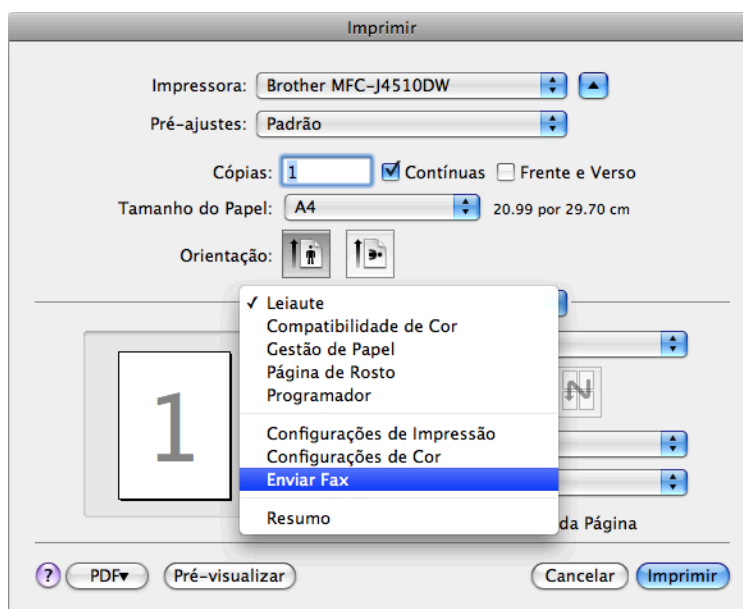 Imprimir
Impressora: Brother MFC-J4510DW
Pré-ajustes: Padrão
Cópias: 1 Contínuas Frente e Verso
Tamanho do Papel: A4 20.99 por 29.70 cm
Orientação:
✓ Leiaute
Compatibilidade de Cor
Gestão de Papel
Página de Rosto
Programador
Configurações de Impressão
Configurações de Cor
Enviar Fax
Resumo
da Página
1
? PDF▾ Pré-visualizar Cancelar Imprimir